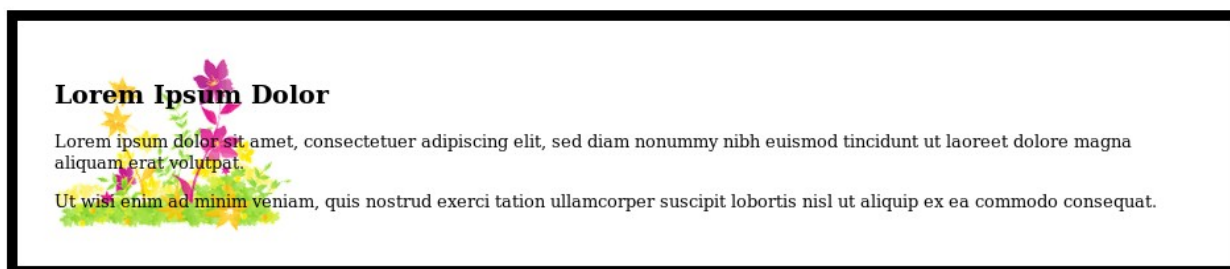 Lorem Ipsum Dolor
Lorem ipsum dolor sit amet, consectetuer adipiscing elit, sed diam nonummy nibh euismod tincidunt ut laoreet dolore magna
aliquam erat volutpat.
Ut wisi enim ad minim veniam, quis nostrud exerci tation ullamcorper suscipit lobortis nisl ut aliquip ex ea commodo consequat.